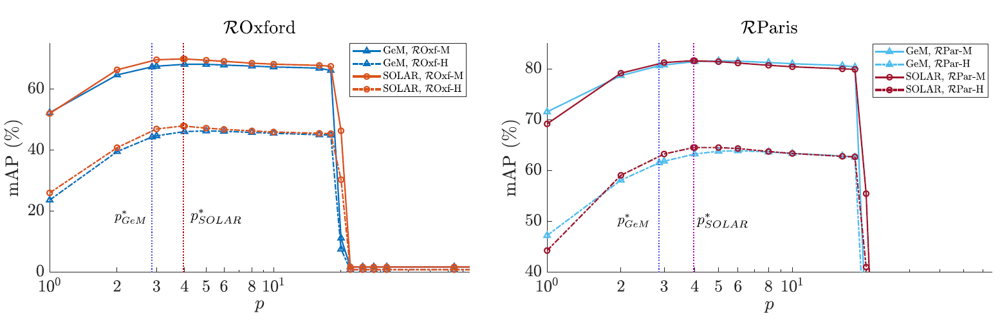 ℛOxford
mAP (%)
60
40
20
0
10⁰
2
3
4
5
6
8
10¹
p
p*GeM
p*SOLAR
GeM, ℛOxf-M
GeM, ℛOxf-H
SOLAR, ℛOxf-M
SOLAR, ℛOxf-H
ℛParis
mAP (%)
80
70
60
50
40
10⁰
2
3
4
5
6
8
10¹
p
p*GeM
p*SOLAR
GeM, ℛPar-M
GeM, ℛPar-H
SOLAR, ℛPar-M
SOLAR, ℛPar-H